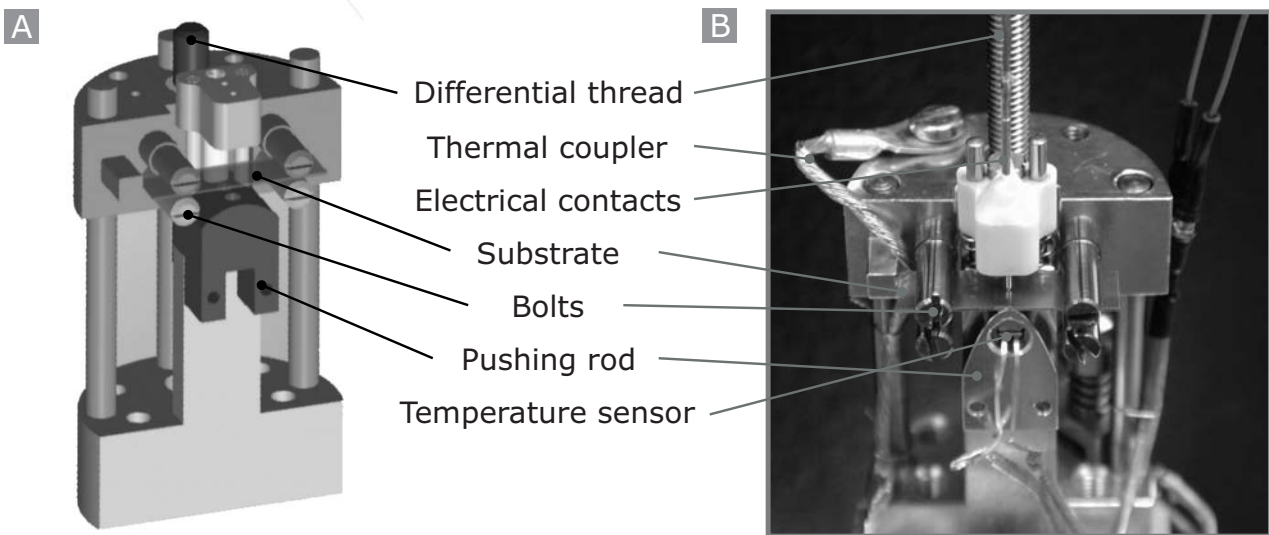 A
B
Differential thread
Thermal coupler
Electrical contacts
Substrate
Bolts
Pushing rod
Temperature sensor